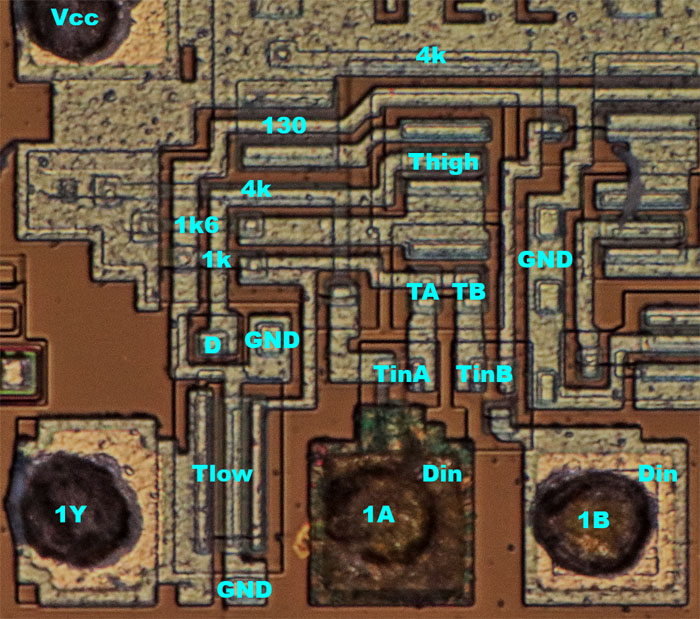 Vcc
4k
130
Thigh
4k
1k6
1k
GND
TA TB
D
GND
TinA
TinB
Tlow
Din
Din
1Y
1A
1B
GND